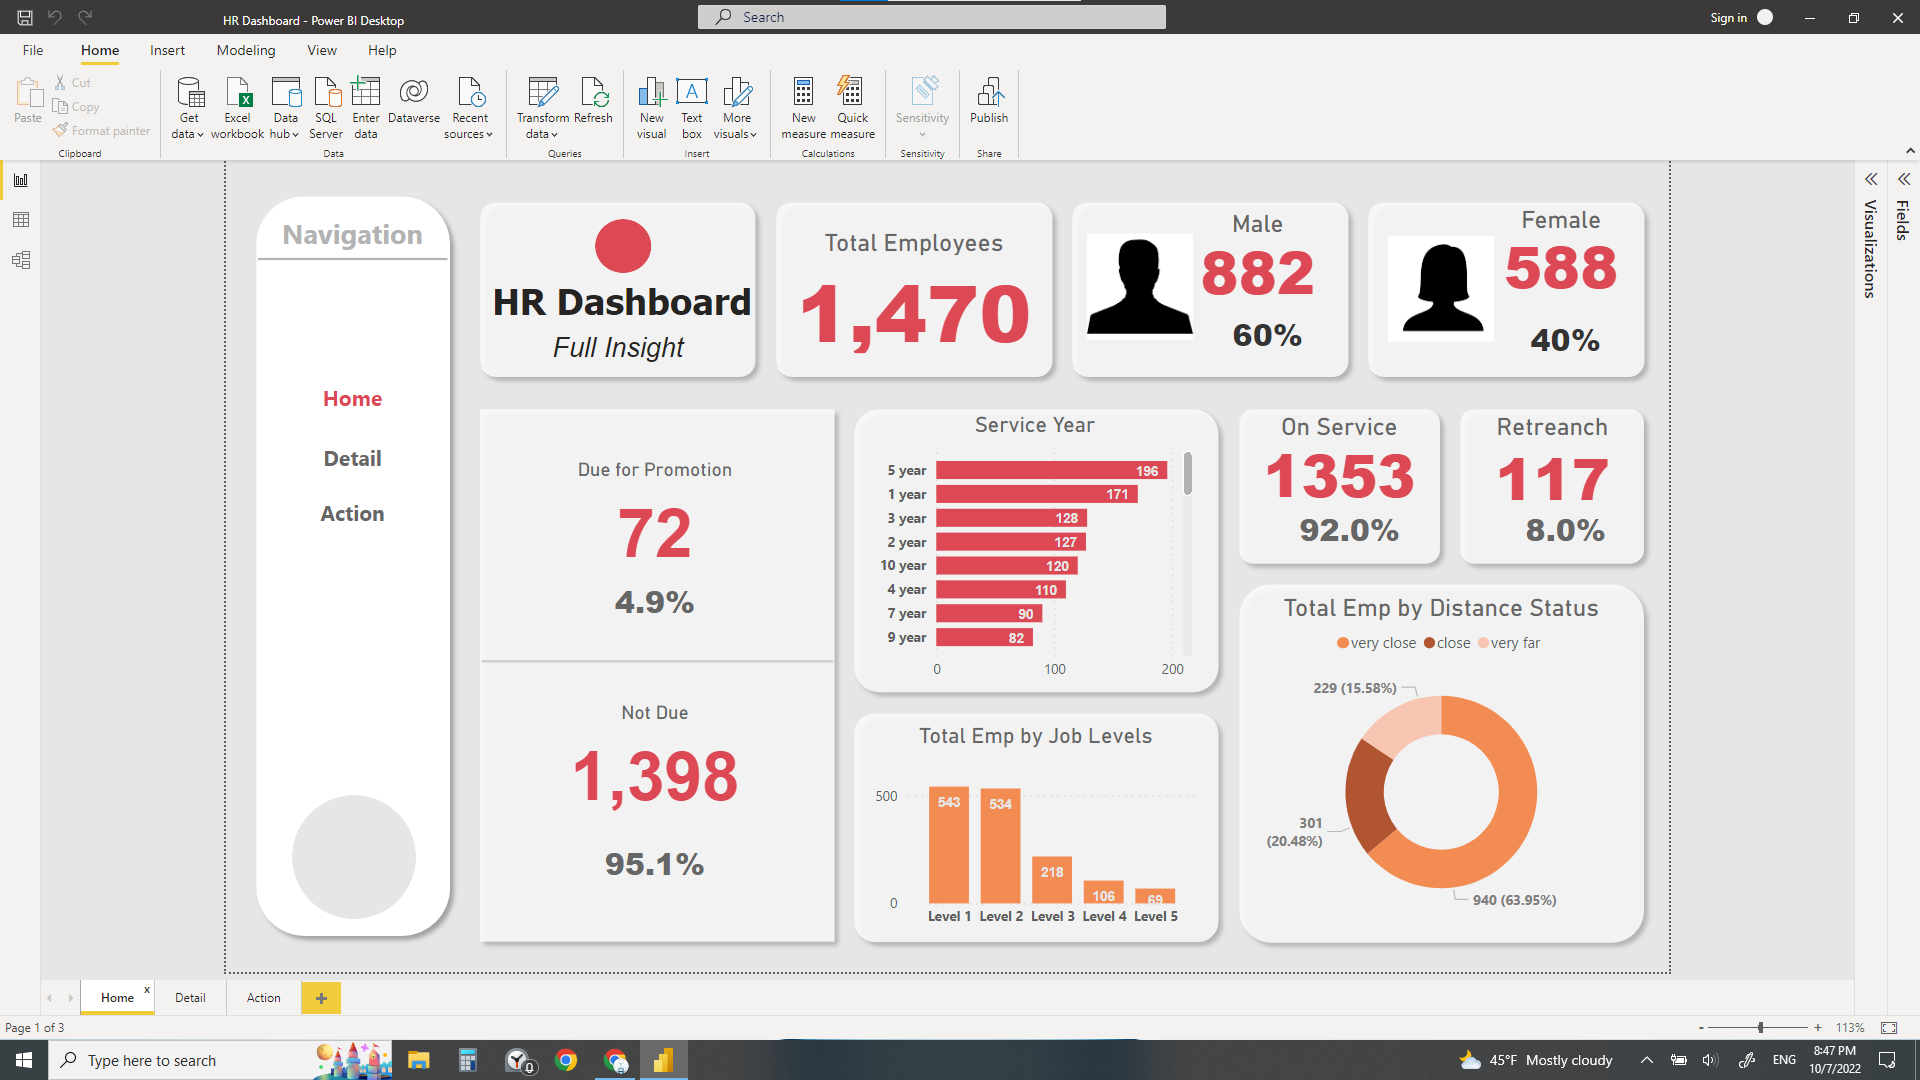 HR Dashboard - Power BI Desktop
Search
Sign in
File
Home
Insert
Modeling
View
Help
Paste
Cut
Copy
Format painter
Clipboard
Get data
Excel workbook
Data hub
SQL Server
Enter data
Dataverse
Recent sources
Data
Transform data
Refresh
Queries
New visual
Text box
More visuals
Insert
New measure
Quick measure
Calculations
Sensitivity
Sensitivity
Publish
Share
Visualizations
Fields
Navigation
Home
Detail
Action
HR Dashboard
Full Insight
Total Employees
1,470
Male
882
60%
Female
588
40%
Due for Promotion
72
4.9%
Not Due
1,398
95.1%
Service Year
5 year 196
1 year 171
3 year 128
2 year 127
10 year 120
4 year 110
7 year 90
9 year 82
0 100 200
Total Emp by Job Levels
500
0
543 534 218 106 69
Level 1 Level 2 Level 3 Level 4 Level 5
On Service
1353
92.0%
Retreanch
117
8.0%
Total Emp by Distance Status
very close close very far
229 (15.58%)
301
(20.48%)
940 (63.95%)
Home x
Detail
Action
+
Page 1 of 3
- + 113%
Type here to search
0
45°F Mostly cloudy
ENG
8:47 PM
10/7/2022